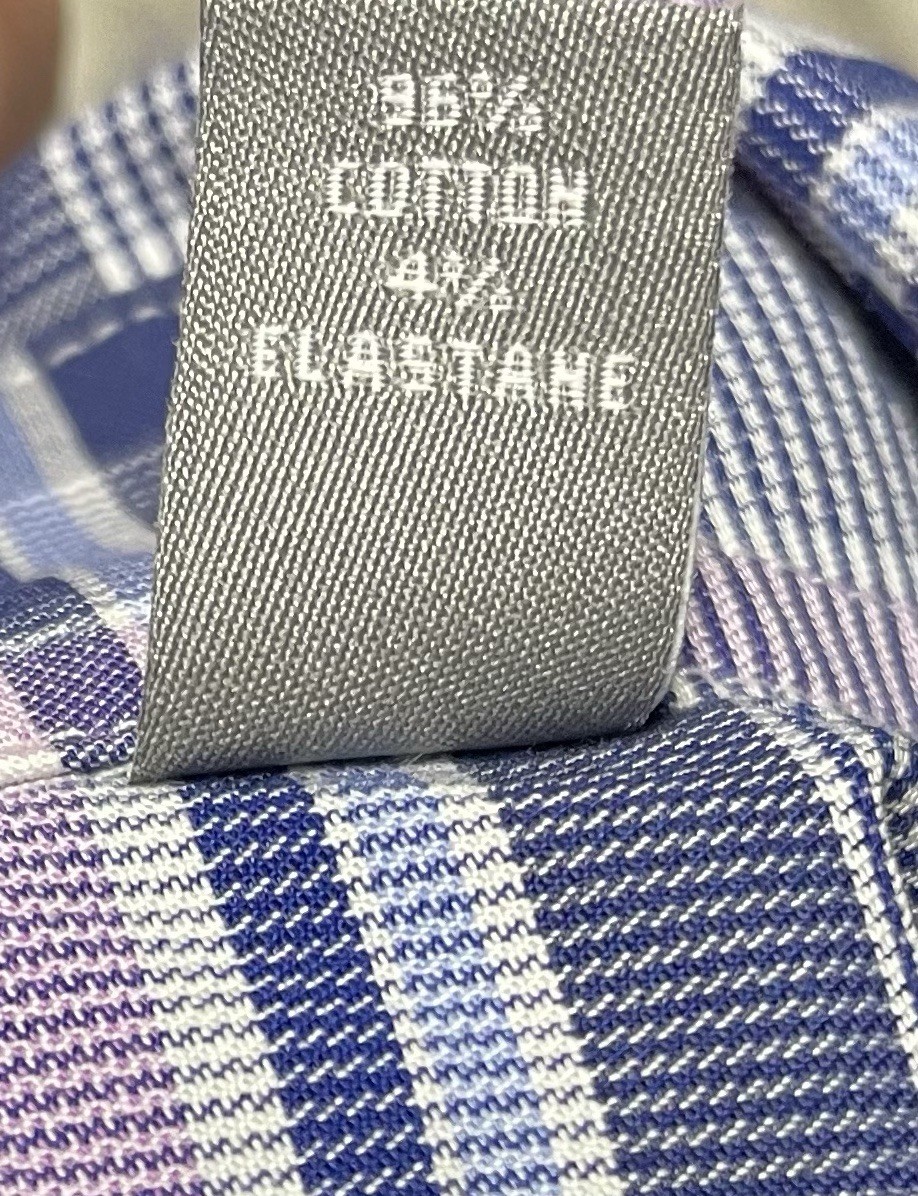 96%
COTTON
4%
ELASTANE